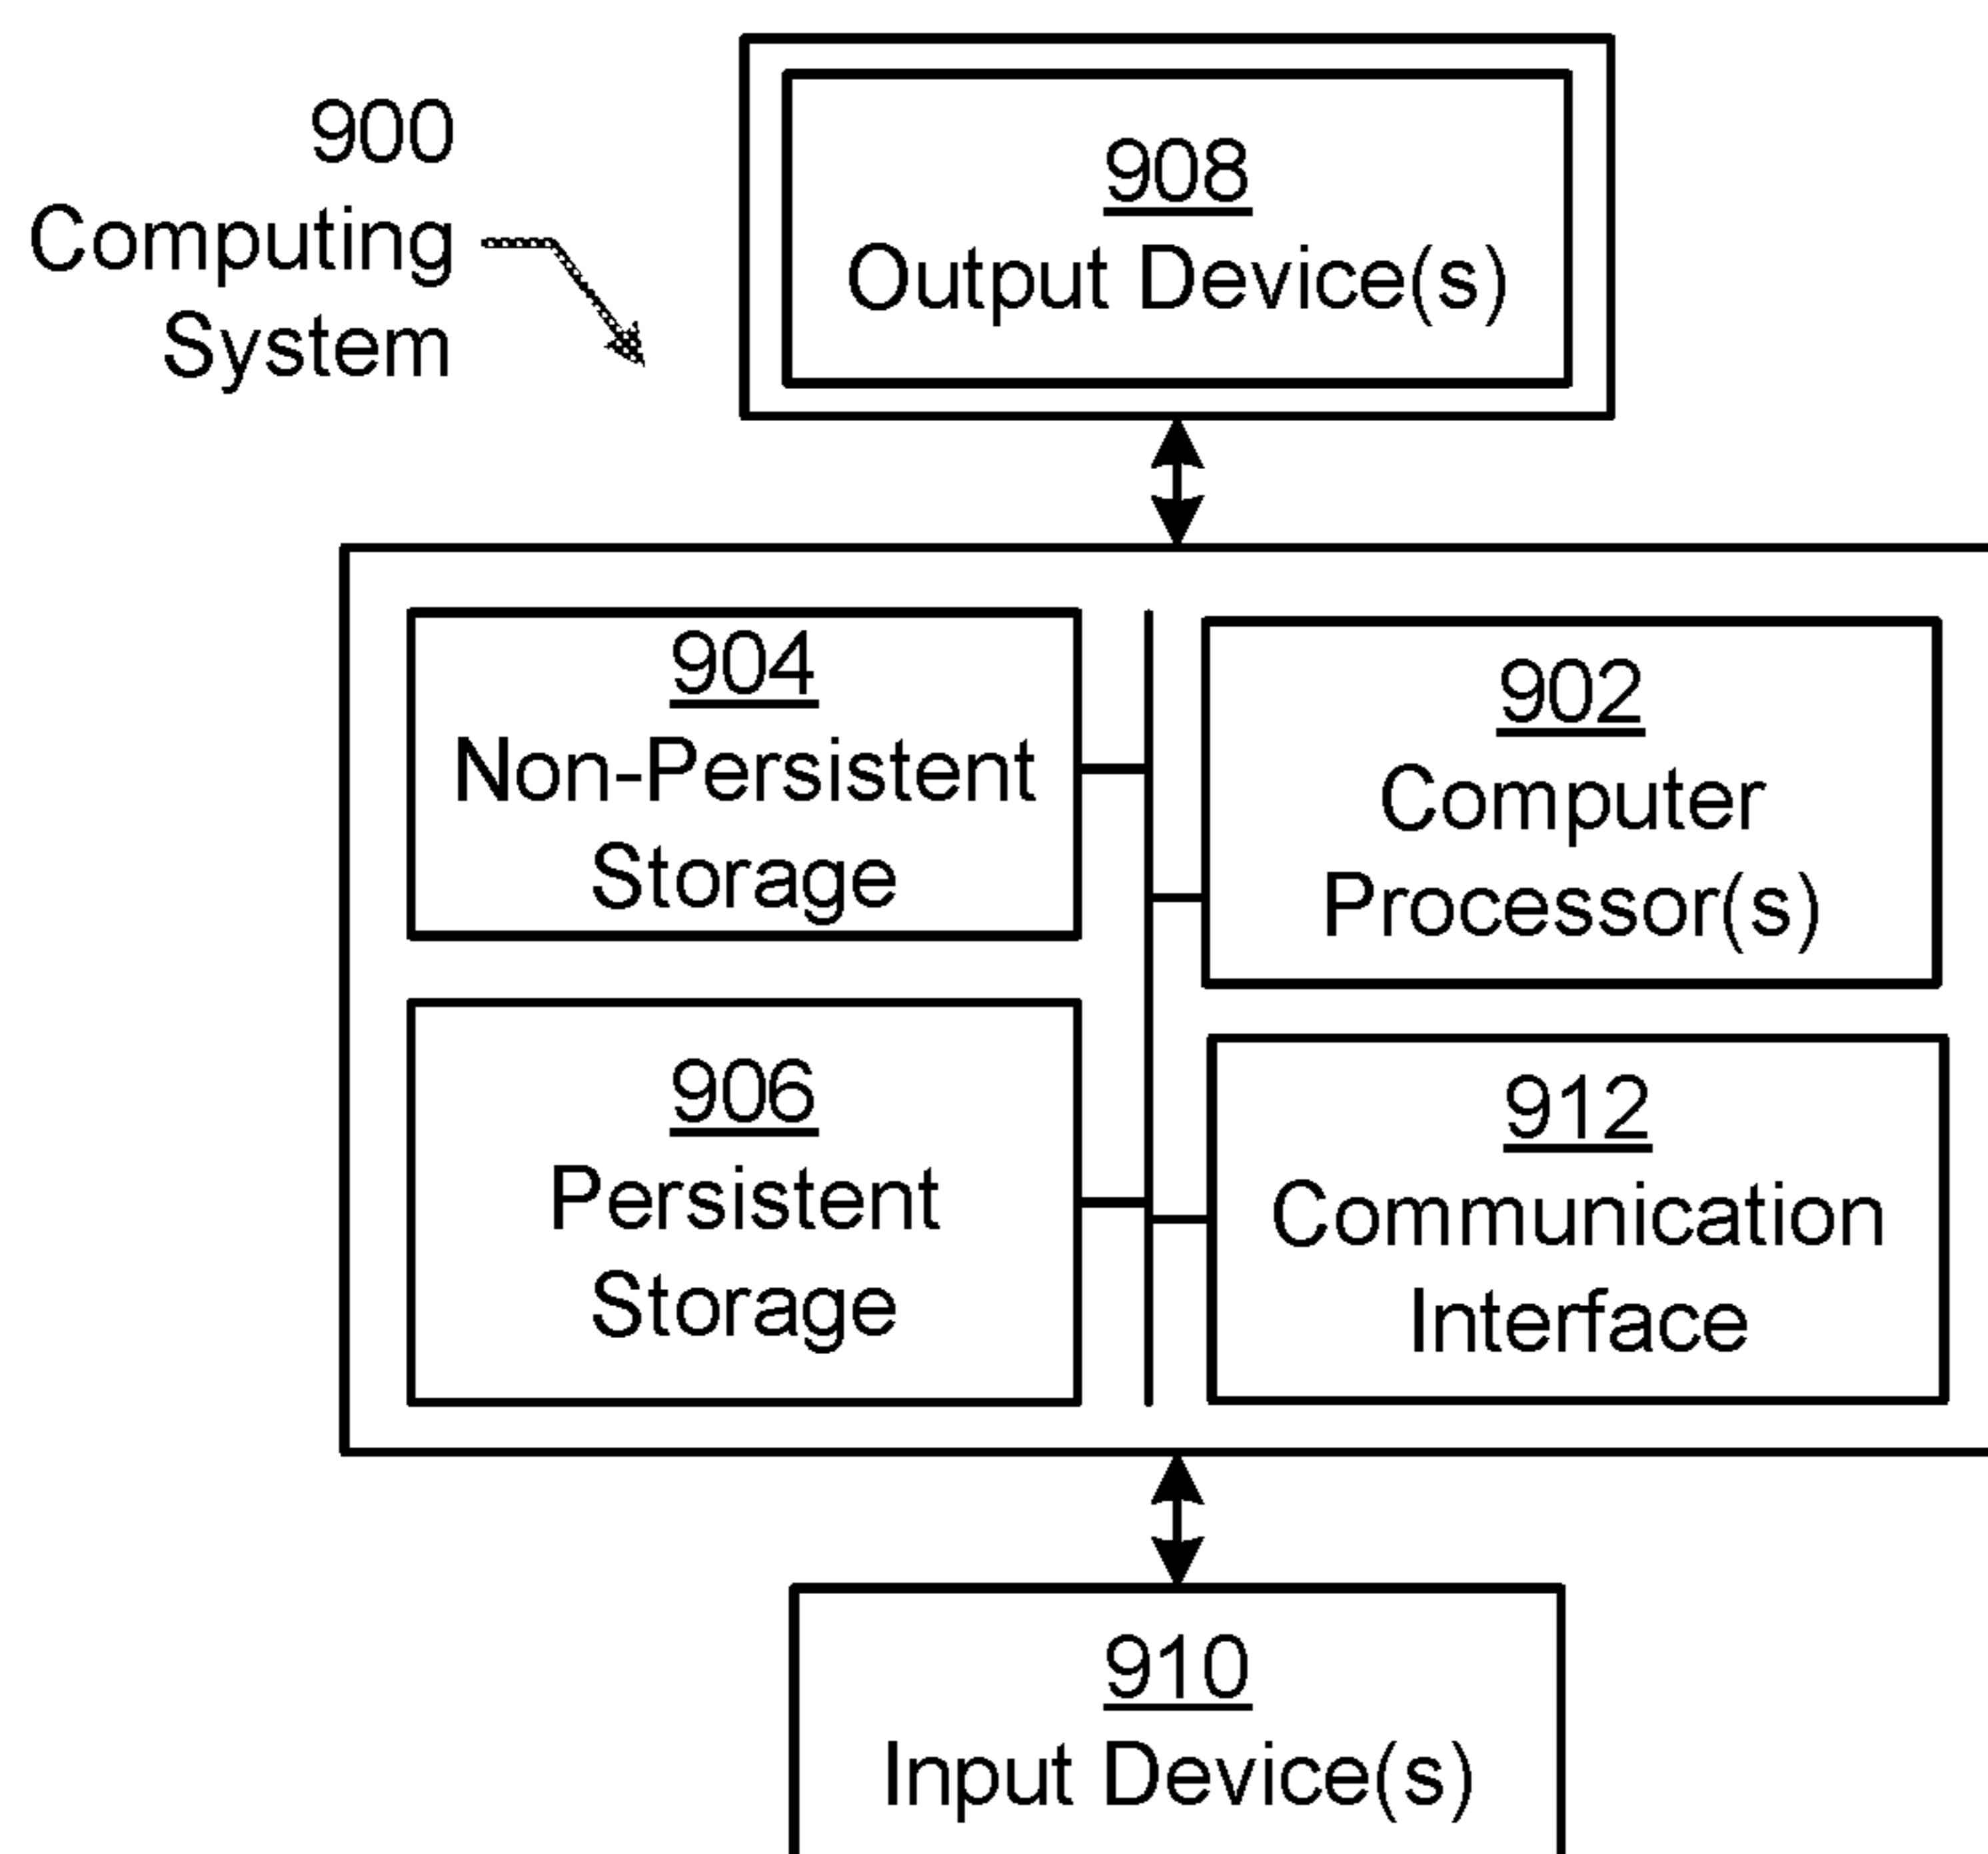 900
Computing
System
908
Output Device(s)
904
Non-Persistent
Storage
902
Computer
Processor(s)
906
Persistent
Storage
912
Communication
Interface
910
Input Device(s)